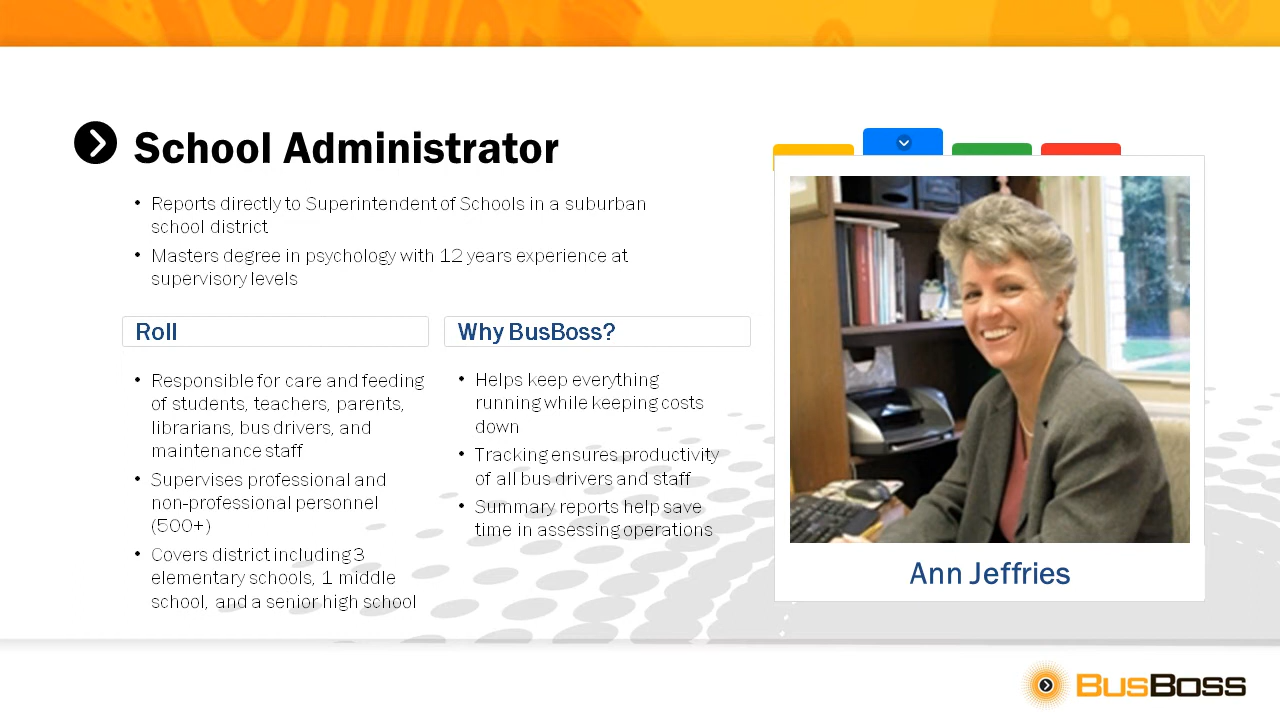 School Administrator
• Reports directly to Superintendent of Schools in a suburban
school district
• Masters degree in psychology with 12 years experience at
supervisory levels
Roll
• Responsible for care and feeding
of students, teachers, parents,
librarians, bus drivers, and
maintenance staff
• Supervises professional and
non-professional personnel
(500+)
• Covers district including 3
elementary schools, 1 middle
school, and a senior high school
Why BusBoss?
• Helps keep everything
running while keeping costs
down
• Tracking ensures productivity
of all bus drivers and staff
• Summary reports help save
time in assessing operations
Ann Jeffries
BusBoss